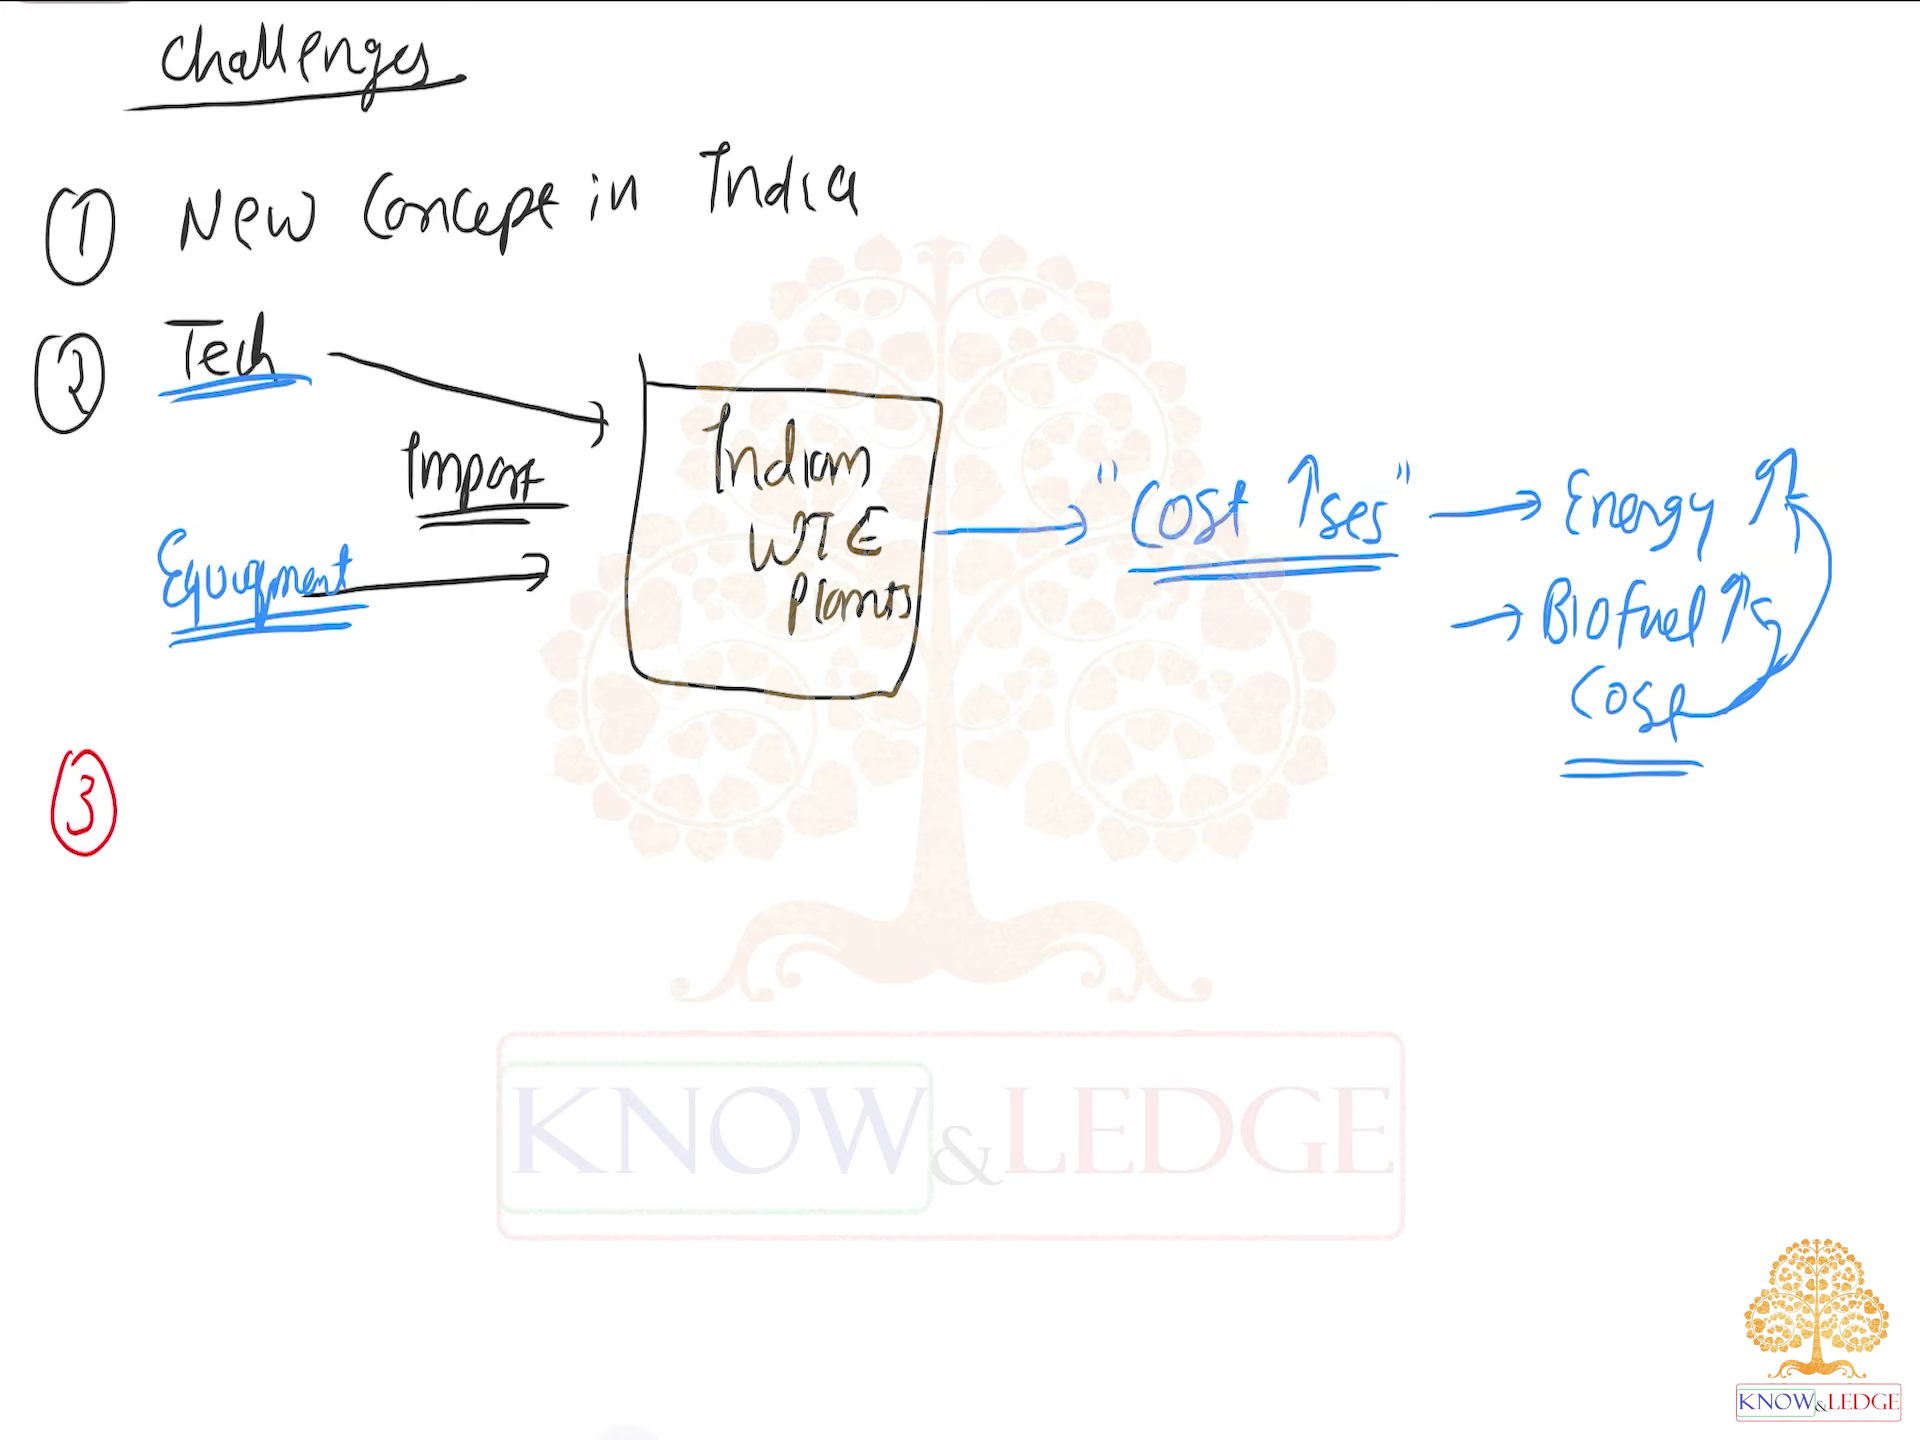 Challenges
① New Concept in India
② Tech
Import
Equipment
Indian
WTE
Plants
"Cost ↑ses" → Energy ↑
→ Biofuel ↑s
Cost
③
KNOW&LEDGE
KNOW&LEDGE